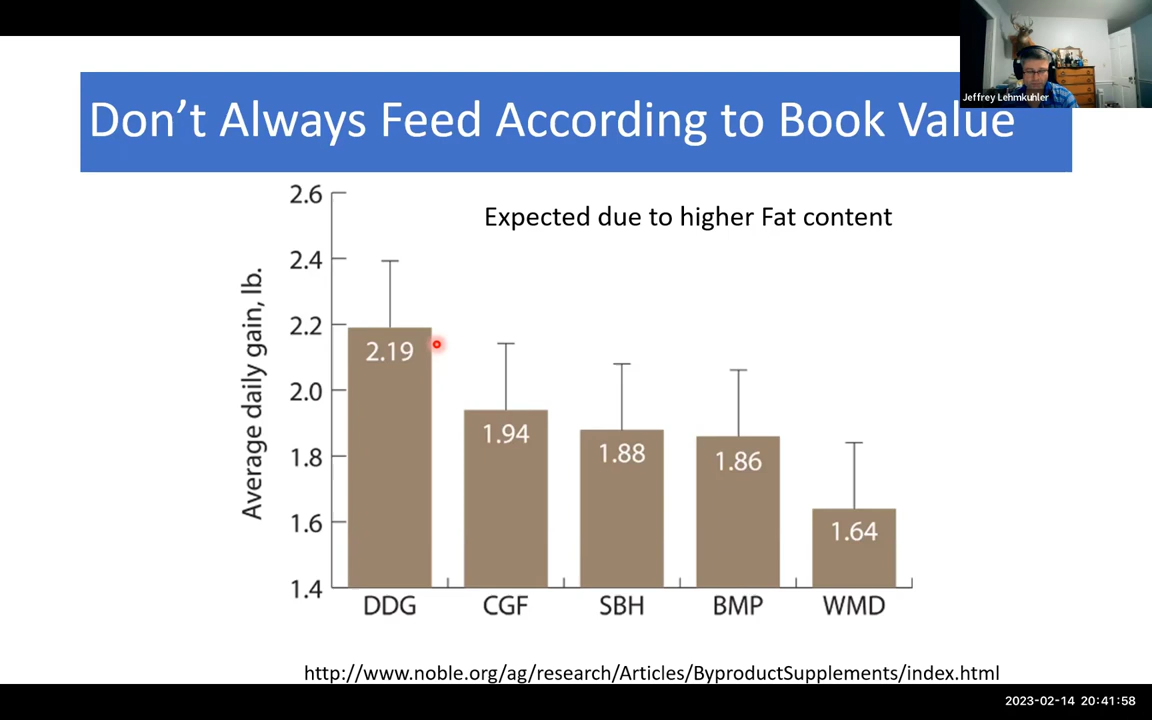 Jeffrey Lehmkuhler
Don't Always Feed According to Book Value
Expected due to higher Fat content
Average daily gain, lb.
2.6
2.4
2.2
2.0
1.8
1.6
1.4
2.19
1.94
1.88
1.86
1.64
DDG CGF SBH BMP WMD
http://www.noble.org/ag/research/Articles/ByproductSupplements/index.html
2023-02-14 20:41:58